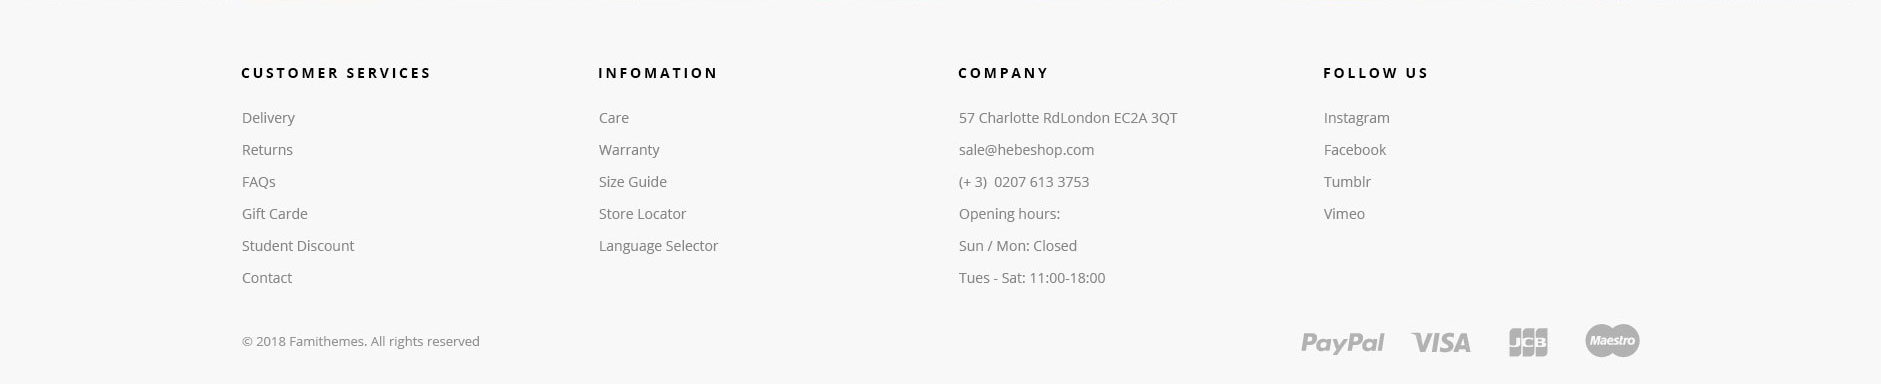 CUSTOMER SERVICES
Delivery
Returns
FAQs
Gift Carde
Student Discount
Contact
INFOMATION
Care
Warranty
Size Guide
Store Locator
Language Selector
COMPANY
57 Charlotte RdLondon EC2A 3QT
sale@hebeshop.com
(+ 3)  0207 613 3753
Opening hours:
Sun / Mon: Closed
Tues - Sat: 11:00-18:00
FOLLOW US
Instagram
Facebook
Tumblr
Vimeo
© 2018 Famithemes. All rights reserved
PayPal VISA JCB Maestro